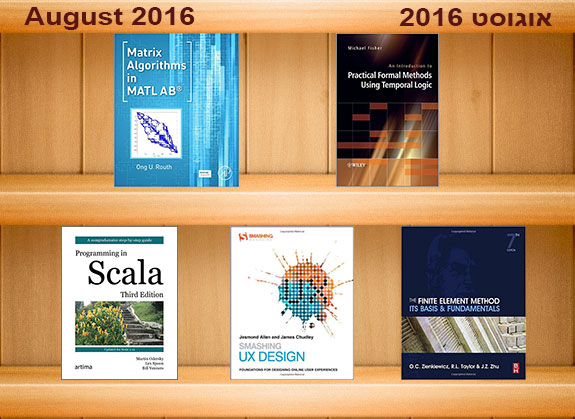 August 2016
אוגוסט 2016
Matrix
Algorithms
in
MATLAB®
Ong U. Routh
Michael Fisher
An Introduction to
Practical Formal Methods
Using Temporal Logic
WILEY
A comprehensive step-by-step guide
Programming in
Scala
Third Edition
artima
Martin Odersky
Lex Spoon
Bill Venners
SMASHING
Jesmond Allen and James Chudley
SMASHING
UX DESIGN
FOUNDATIONS FOR DESIGNING ONLINE USER EXPERIENCES
7
THE FINITE ELEMENT METHOD
ITS BASIS & FUNDAMENTALS
O.C. Zienkiewicz, R.L. Taylor & J.Z. Zhu